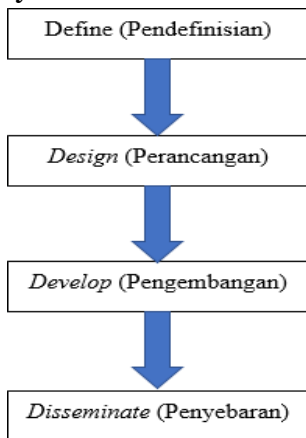 Define (Pendefinisian)
Design (Perancangan)
Develop (Pengembangan)
Disseminate (Penyebaran)